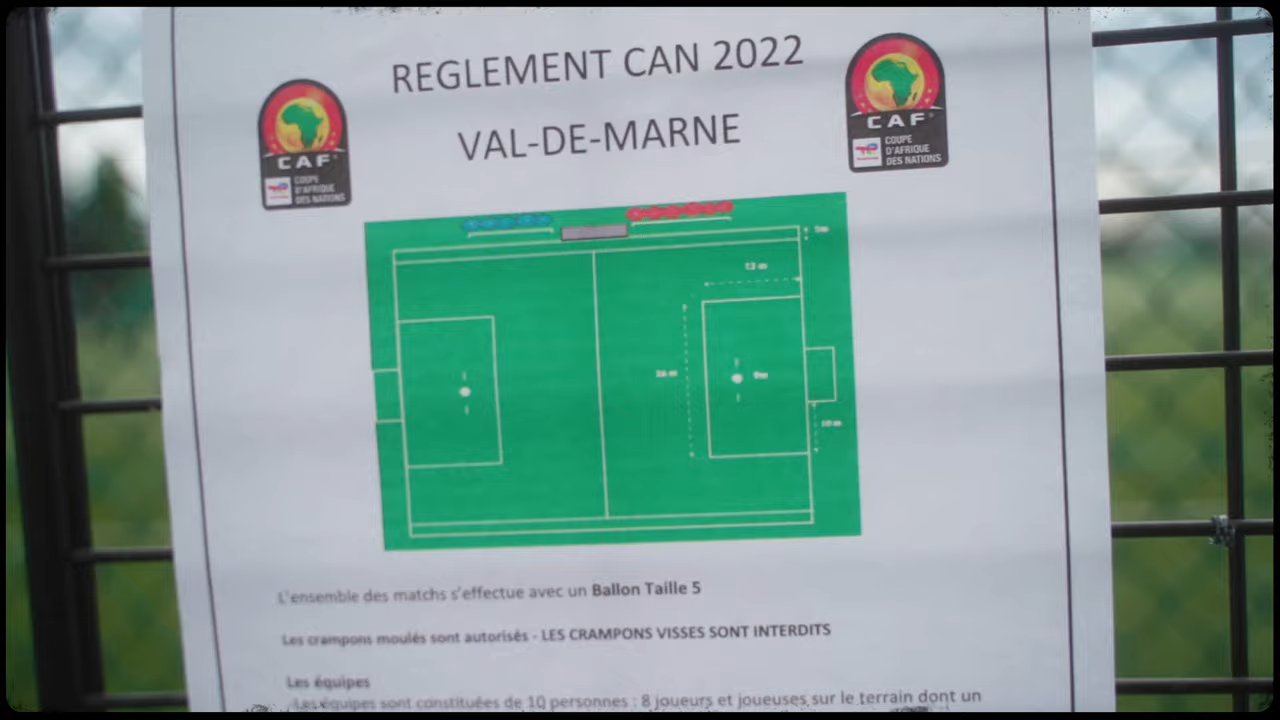 REGLEMENT CAN 2022
VAL-DE-MARNE
CAF
COUPE
D'AFRIQUE
DES NATIONS
CAF
COUPE
D'AFRIQUE
DES NATIONS
12 m
L'ensemble des matchs s'effectue avec un Ballon Taille 5
Les crampons moulés sont autorisés - LES CRAMPONS VISSES SONT INTERDITS
Les équipes
Les équipes sont constituées de 10 personnes : 8 joueurs et joueuses sur le terrain dont un